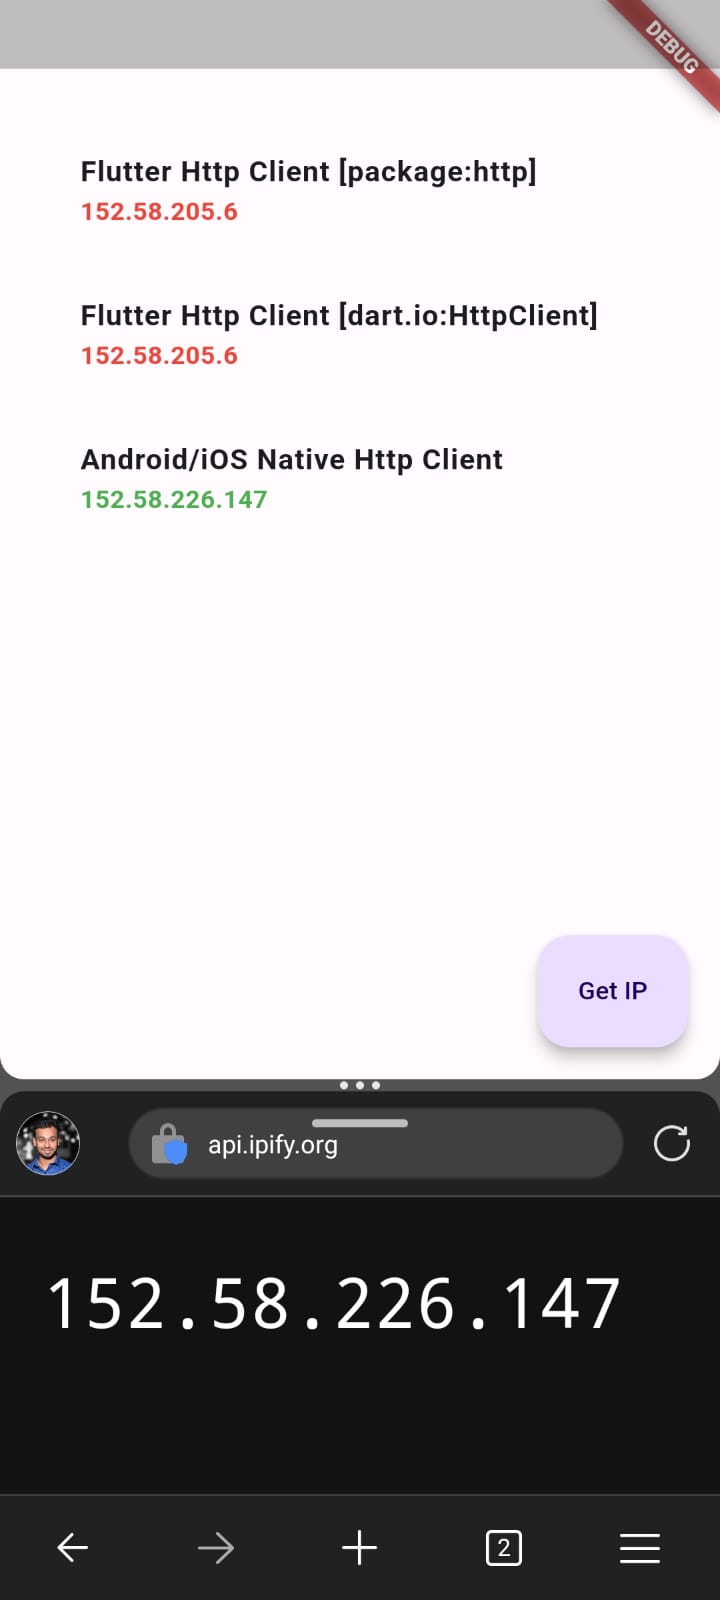 DEBUG
Flutter Http Client [package:http]
152.58.205.6
Flutter Http Client [dart.io:HttpClient]
152.58.205.6
Android/iOS Native Http Client
152.58.226.147
Get IP
api.ipify.org
152.58.226.147
2